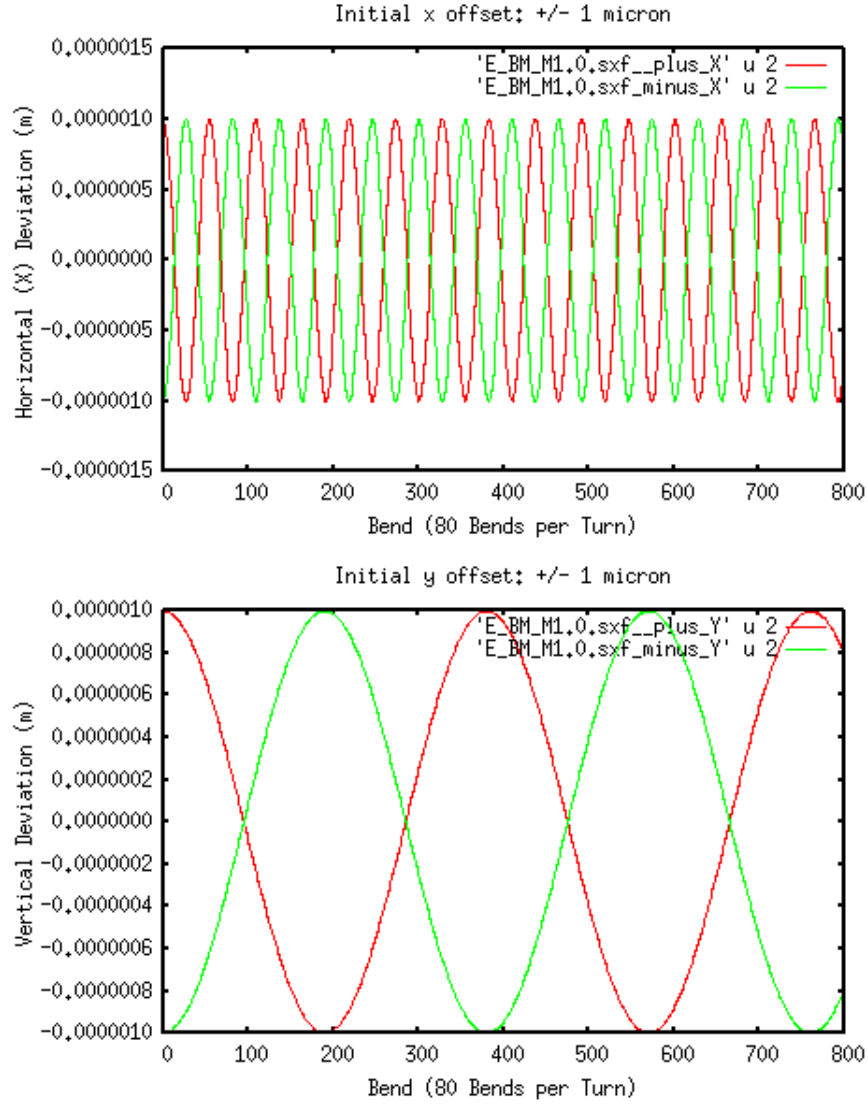 Initial x offset: +/- 1 micron
0.0000015
'E_BM_M1.0.sxf__plus_X' u 2
'E_BM_M1.0.sxf_minus_X' u 2
0.0000010
0.0000005
0.0000000
-0.0000005
-0.0000010
-0.0000015
Horizontal (X) Deviation (m)
0 100 200 300 400 500 600 700 800
Bend (80 Bends per Turn)
Initial y offset: +/- 1 micron
0.0000010
'E_BM_M1.0.sxf__plus_Y' u 2
'E_BM_M1.0.sxf_minus_Y' u 2
0.0000008
0.0000006
0.0000004
0.0000002
0.0000000
-0.0000002
-0.0000004
-0.0000006
-0.0000008
-0.0000010
Vertical Deviation (m)
0 100 200 300 400 500 600 700 800
Bend (80 Bends per Turn)